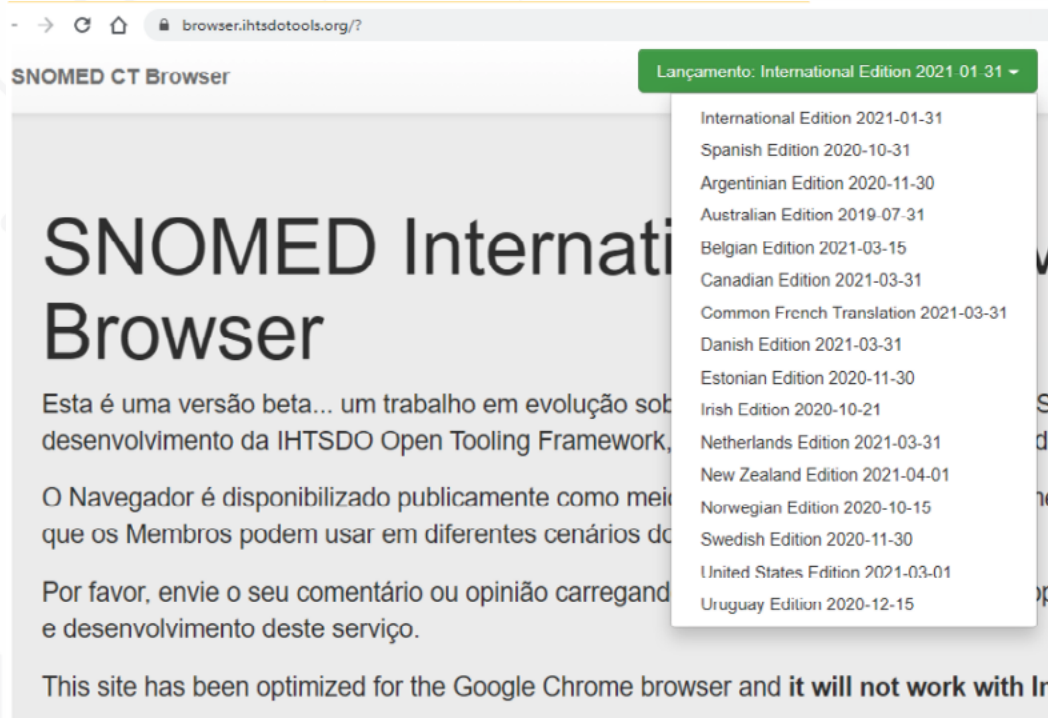 browser.ihtsdotools.org/?
SNOMED CT Browser
Lançamento: International Edition 2021-01-31
International Edition 2021-01-31
Spanish Edition 2020-10-31
Argentinian Edition 2020-11-30
Australian Edition 2019-07-31
Belgian Edition 2021-03-15
Canadian Edition 2021-03-31
Common French Translation 2021-03-31
Danish Edition 2021-03-31
Estonian Edition 2020-11-30
Irish Edition 2020-10-21
Netherlands Edition 2021-03-31
New Zealand Edition 2021-04-01
Norwegian Edition 2020-10-15
Swedish Edition 2020-11-30
United States Edition 2021-03-01
Uruguay Edition 2020-12-15
SNOMED Internati
Browser
Esta é uma versão beta... um trabalho em evolução sob
desenvolvimento da IHTSDO Open Tooling Framework,
O Navegador é disponibilizado publicamente como mei
que os Membros podem usar em diferentes cenários do
Por favor, envie o seu comentário ou opinião carregand
e desenvolvimento deste serviço.
This site has been optimized for the Google Chrome browser and it will not work with In